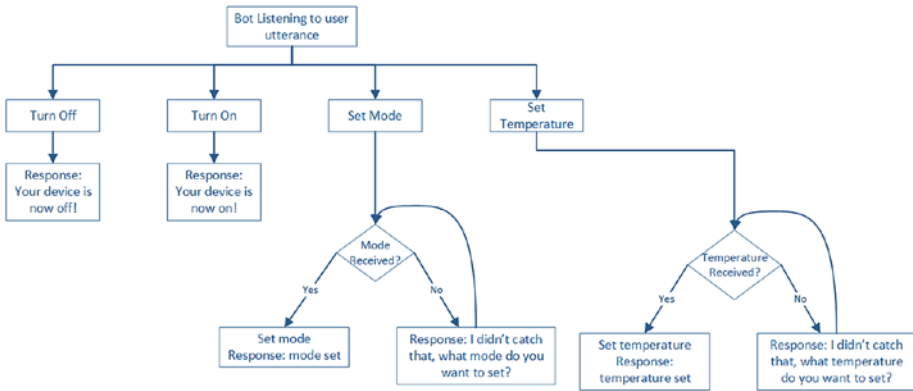 Bot Listening to user
utterance
Turn Off
Turn On
Set Mode
Set
Temperature
Response:
Your device is
now off!
Response:
Your device is
now on!
Mode
Received?
Temperature
Received?
Yes
No
Yes
No
Set mode
Response: mode set
Response: I didn't catch
that, what mode do you
want to set?
Set temperature
Response:
temperature set
Response: I didn't catch
that, what temperature
do you want to set?